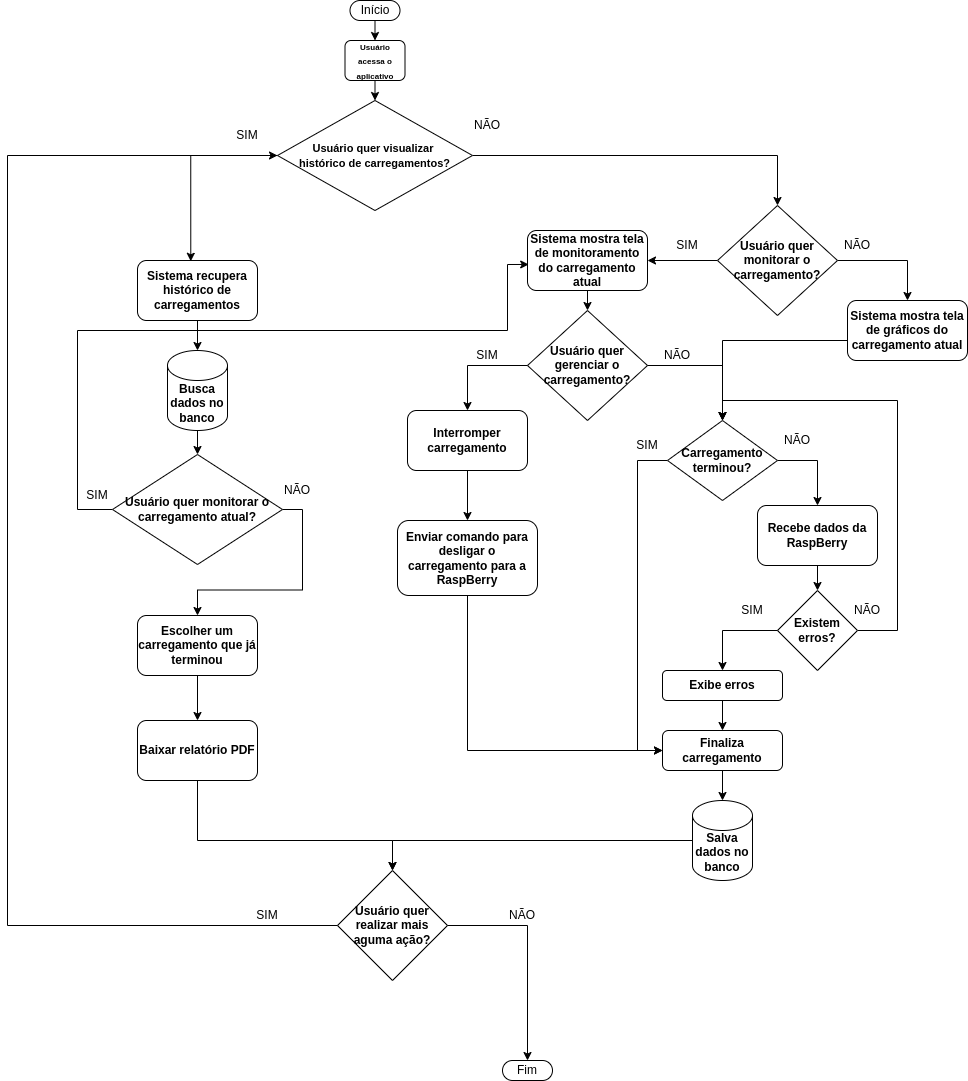 Início
Usuário
acessa o
aplicativo
SIM
NÃO
Usuário quer visualizar
histórico de carregamentos?
Sistema mostra tela
de monitoramento
do carregamento
atual
SIM
Usuário quer
monitorar o
carregamento?
NÃO
Sistema recupera
histórico de
carregamentos
Sistema mostra tela
de gráficos do
carregamento atual
SIM
Usuário quer
gerenciar o
carregamento?
NÃO
Busca
dados no
banco
Interromper
carregamento
SIM
Carregamento
terminou?
NÃO
SIM
Usuário quer monitorar o
carregamento atual?
NÃO
Recebe dados da
RaspBerry
Enviar comando para
desligar o
carregamento para a
RaspBerry
SIM
Existem
erros?
NÃO
Escolher um
carregamento que já
terminou
Exibe erros
Baixar relatório PDF
Finaliza
carregamento
Salva
dados no
banco
SIM
Usuário quer
realizar mais
aguma ação?
NÃO
Fim